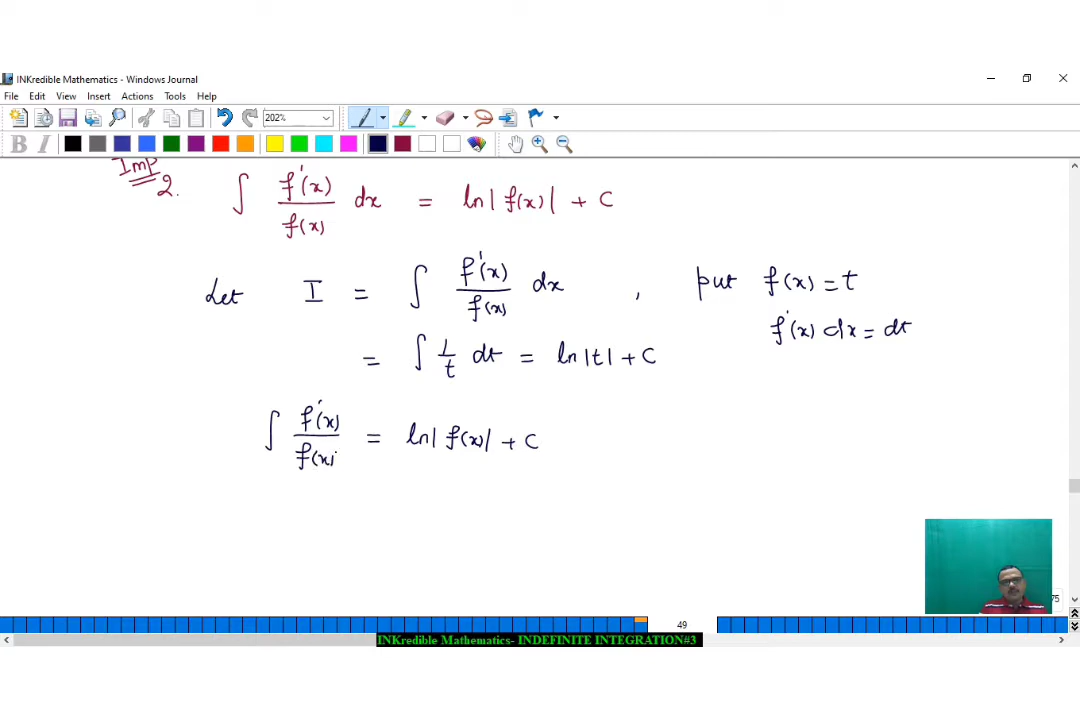 INKredible Mathematics - Windows Journal
File Edit View Insert Actions Tools Help
202%
B I
Imp
2. ∫ f'(x)/f(x) dx = ln|f(x)| + C
Let I = ∫ f'(x)/f(x) dx , put f(x) = t
f'(x) dx = dt
= ∫ 1/t dt = ln|t| + C
∫ f'(x)/f(x) = ln|f(x)| + C
75
49
INKredible Mathematics- INDEFINITE INTEGRATION#3